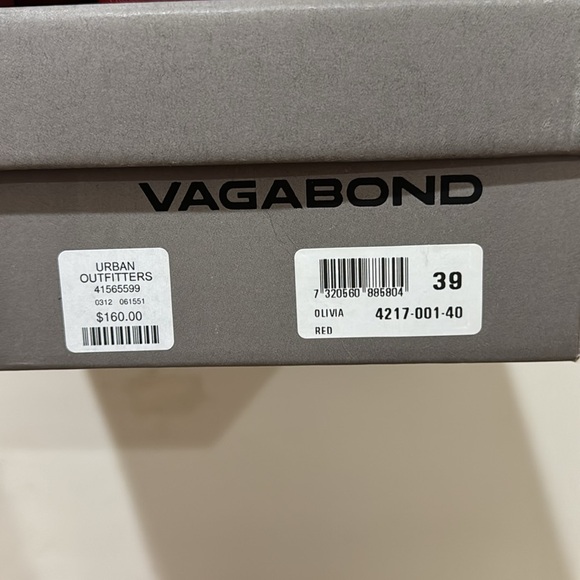 VAGABOND
URBAN
OUTFITTERS
41565599
0312 061551
$160.00
39
7 320560 885804
OLIVIA 4217-001-40
RED